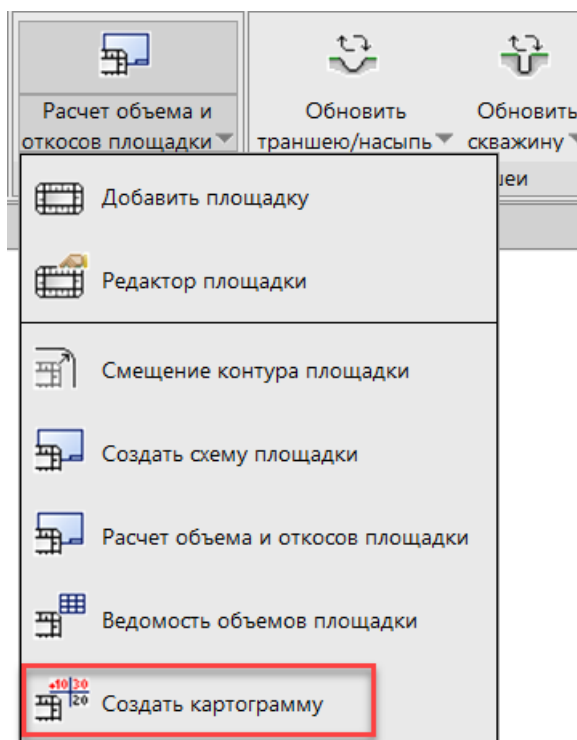 Расчет объема и
откосов площадки
Обновить
траншею/насыпь
Обновить
скважину
Добавить площадку
Редактор площадки
Смещение контура площадки
Создать схему площадки
Расчет объема и откосов площадки
Ведомость объемов площадки
+10 30
20
Создать картограмму